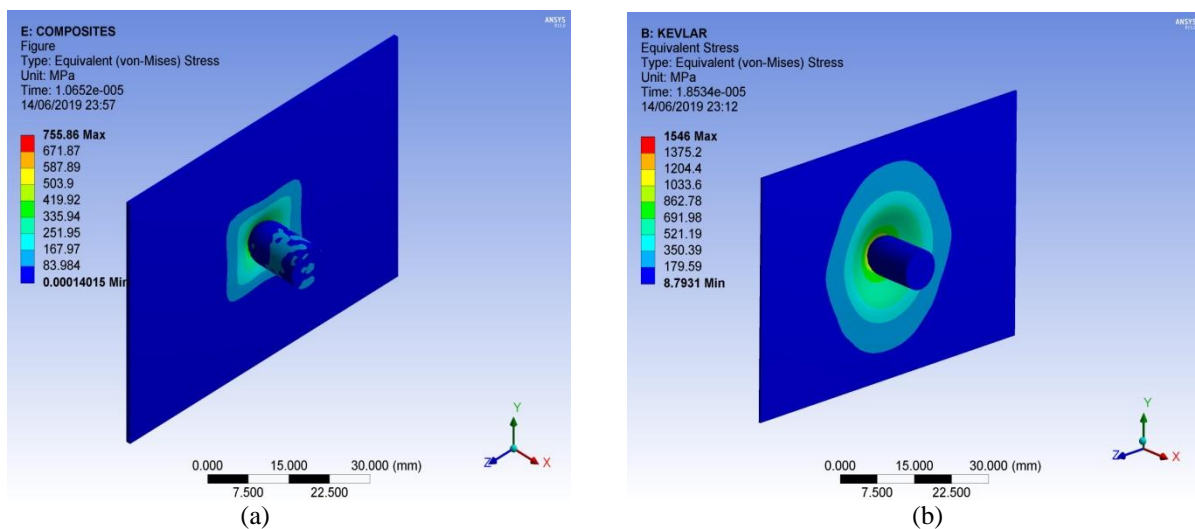 ANSYS
E: COMPOSITES
Figure
Type: Equivalent (von-Mises) Stress
Unit: MPa
Time: 1.0652e-005
14/06/2019 23:57
755.86 Max
671.87
587.89
503.9
419.92
335.94
251.95
167.97
83.984
0.00014015 Min
Y
Z
X
0.000 15.000 30.000 (mm)
7.500 22.500
(a)
ANSYS
B: KEVLAR
Equivalent Stress
Type: Equivalent (von-Mises) Stress
Unit: MPa
Time: 1.8534e-005
14/06/2019 23:12
1546 Max
1375.2
1204.4
1033.6
862.78
691.98
521.19
350.39
179.59
8.7931 Min
Y
Z
X
0.000 15.000 30.000 (mm)
7.500 22.500
(b)